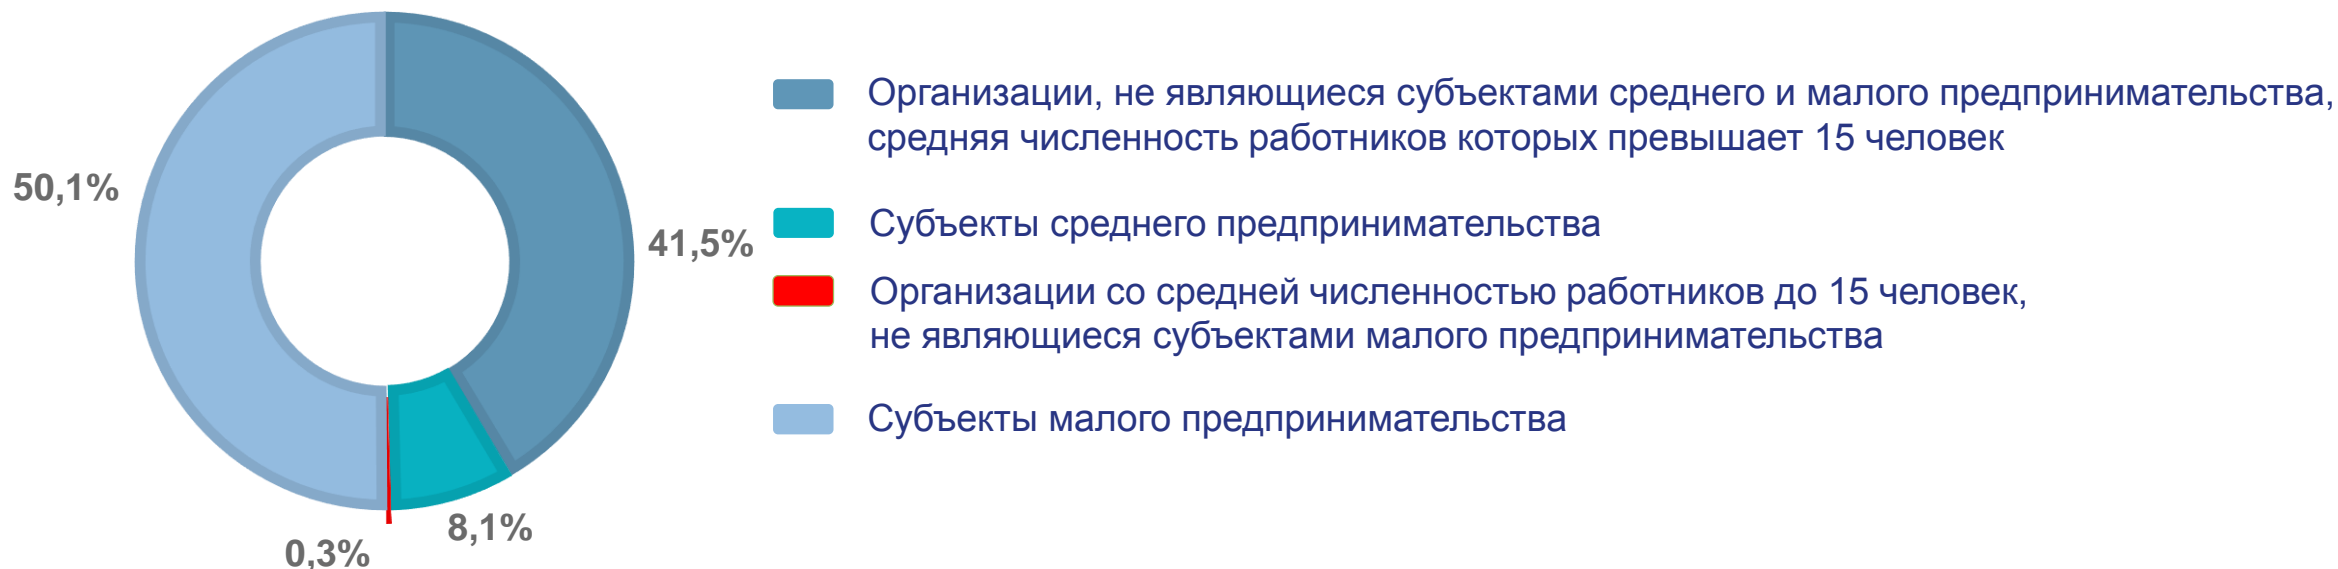 50,1%
41,5%
8,1%
0,3%
Организации, не являющиеся субъектами среднего и малого предпринимательства,
средняя численность работников которых превышает 15 человек
Субъекты среднего предпринимательства
Организации со средней численностью работников до 15 человек,
не являющиеся субъектами малого предпринимательства
Субъекты малого предпринимательства